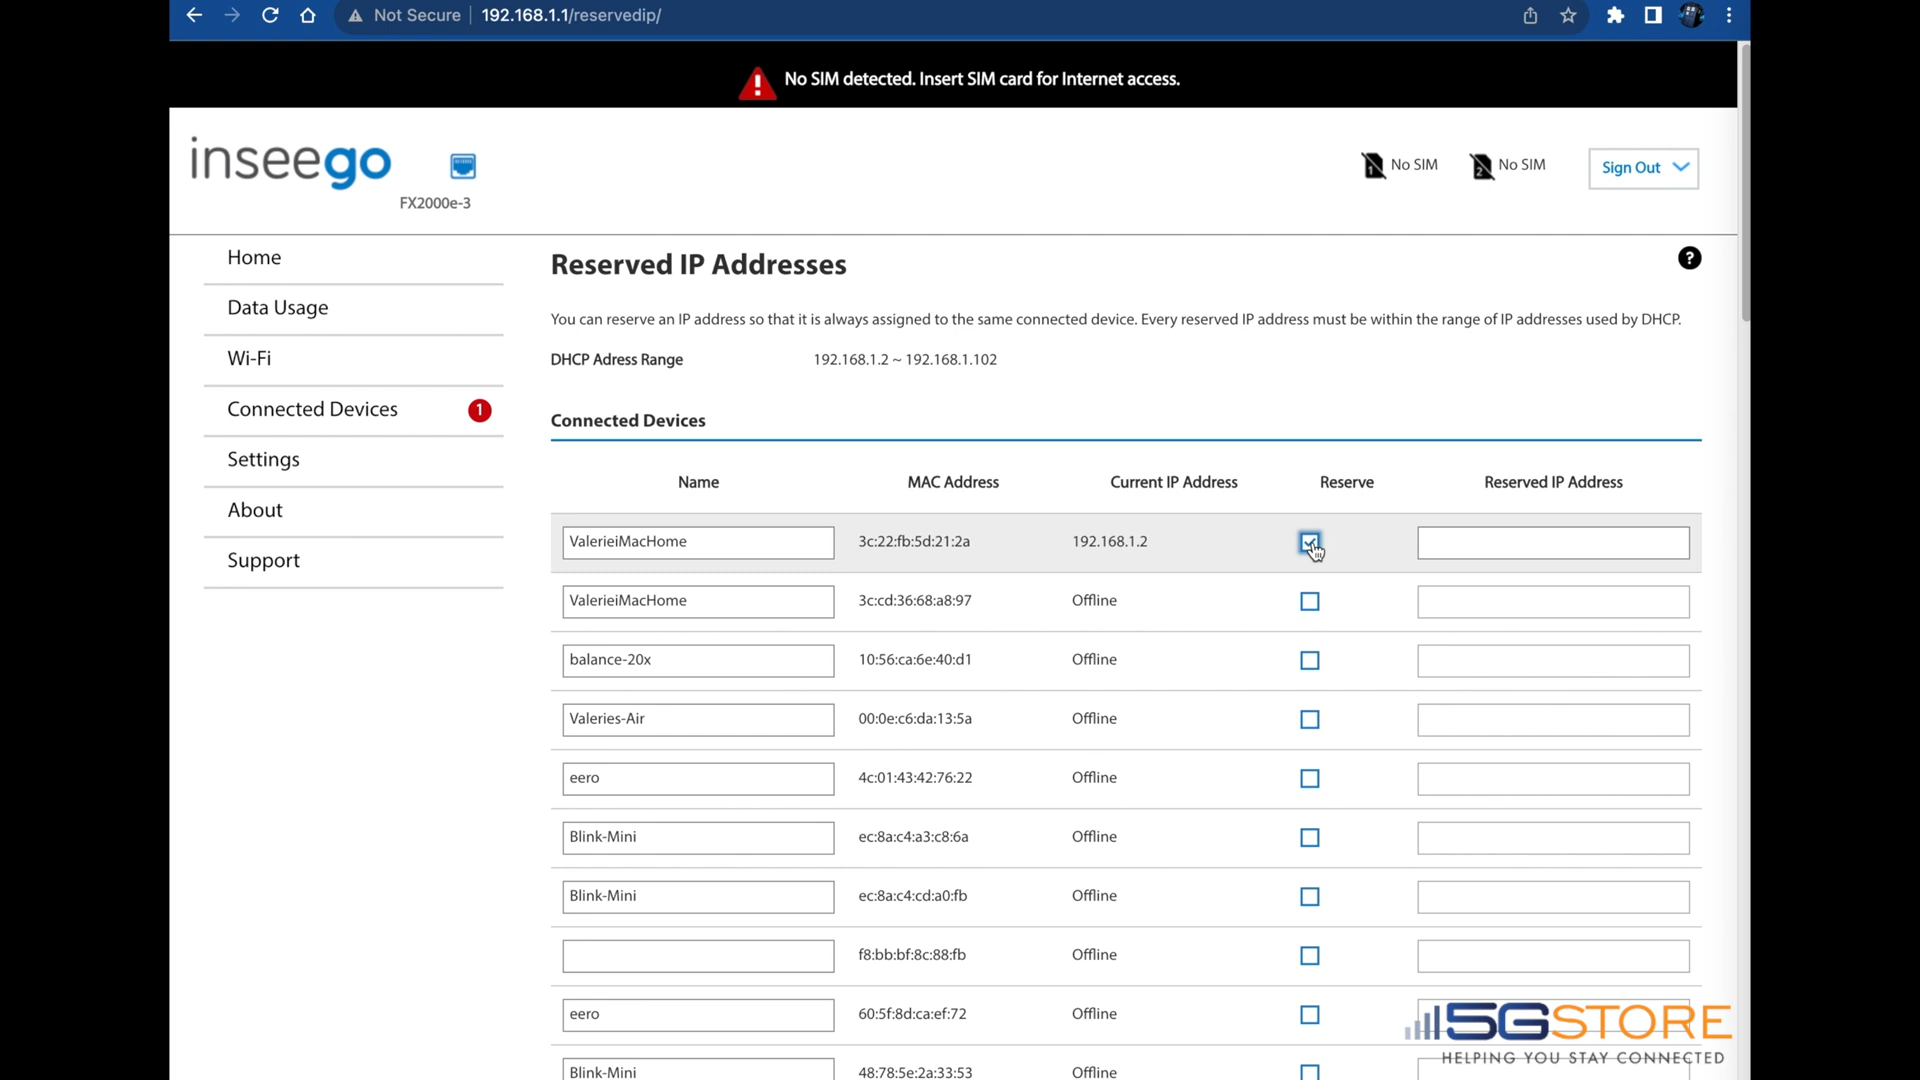 Not Secure 192.168.1.1/reservedip/
No SIM detected. Insert SIM card for Internet access.
inseego
FX2000e-3
1 No SIM 2 No SIM Sign Out
Home
Data Usage
Wi-Fi
Connected Devices 1
Settings
About
Support
Reserved IP Addresses ?
You can reserve an IP address so that it is always assigned to the same connected device. Every reserved IP address must be within the range of IP addresses used by DHCP.
DHCP Adress Range 192.168.1.2 ~ 192.168.1.102
Connected Devices
Name MAC Address Current IP Address Reserve Reserved IP Address
ValerieiMacHome 3c:22:fb:5d:21:2a 192.168.1.2
ValerieiMacHome 3c:cd:36:68:a8:97 Offline
balance-20x 10:56:ca:6e:40:d1 Offline
Valeries-Air 00:0e:c6:da:13:5a Offline
eero 4c:01:43:42:76:22 Offline
Blink-Mini ec:8a:c4:a3:c8:6a Offline
Blink-Mini ec:8a:c4:cd:a0:fb Offline
f8:bb:bf:8c:88:fb Offline
eero 60:5f:8d:ca:ef:72 Offline
Blink-Mini 48:78:5e:2a:33:53 Offline
5GSTORE
HELPING YOU STAY CONNECTED